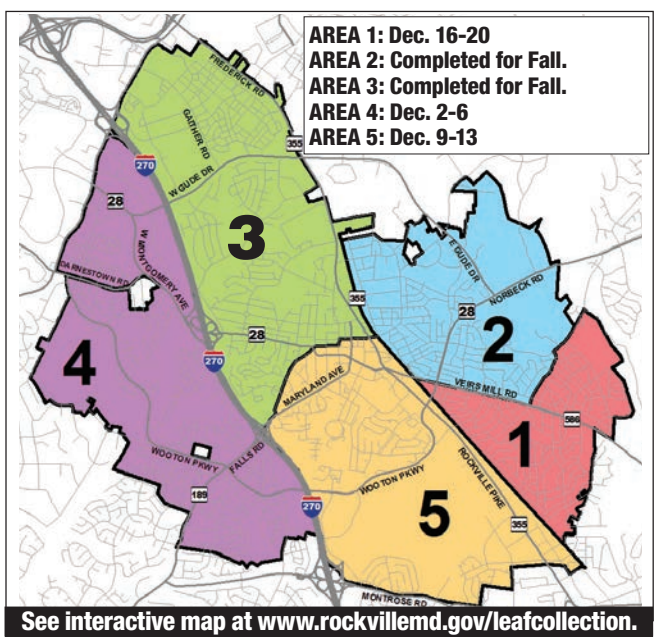 AREA 1: Dec. 16-20
AREA 2: Completed for Fall.
AREA 3: Completed for Fall.
AREA 4: Dec. 2-6
AREA 5: Dec. 9-13
FREDERICK RD
GAITHER RD
355
270
W GUDE DR
28
3
W MONTGOMERY AVE
DARNESTOWN RD
E GUDE DR
NORBECK RD
28
355
2
28
270
4
MARYLAND AVE
VEIRS MILL RD
586
1
WOOTON PKWY
FALLS RD
189
WOOTON PKWY
ROCKVILLE PIKE
5
270
355
MONTROSE RD
See interactive map at www.rockvillemd.gov/leafcollection.